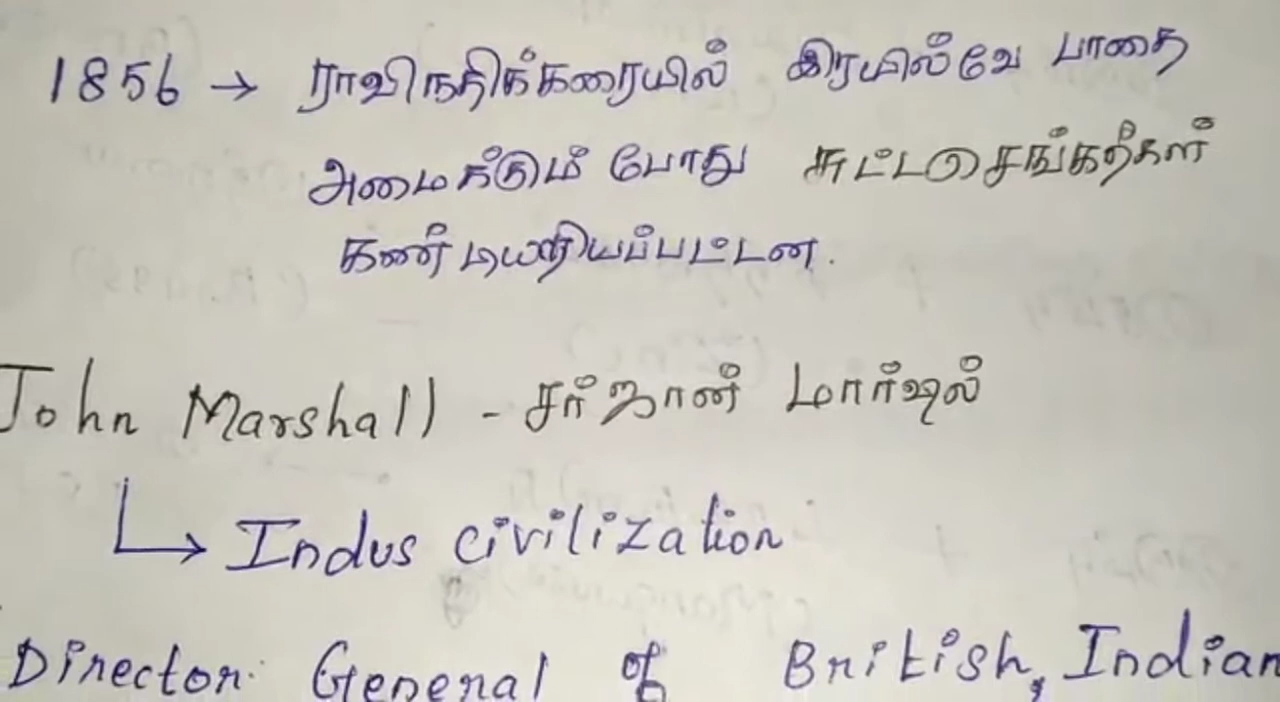 1856 → ராவிநதிக்கரையில் இரயில்வே பாதை
அமைக்கும் போது சுட்ட செங்கற்கள்
கண்டியறியப்பட்டன.
John Marshall - சர்ஜான் மார்ஷல்
↳ Indus civilization
Director General of British, Indian